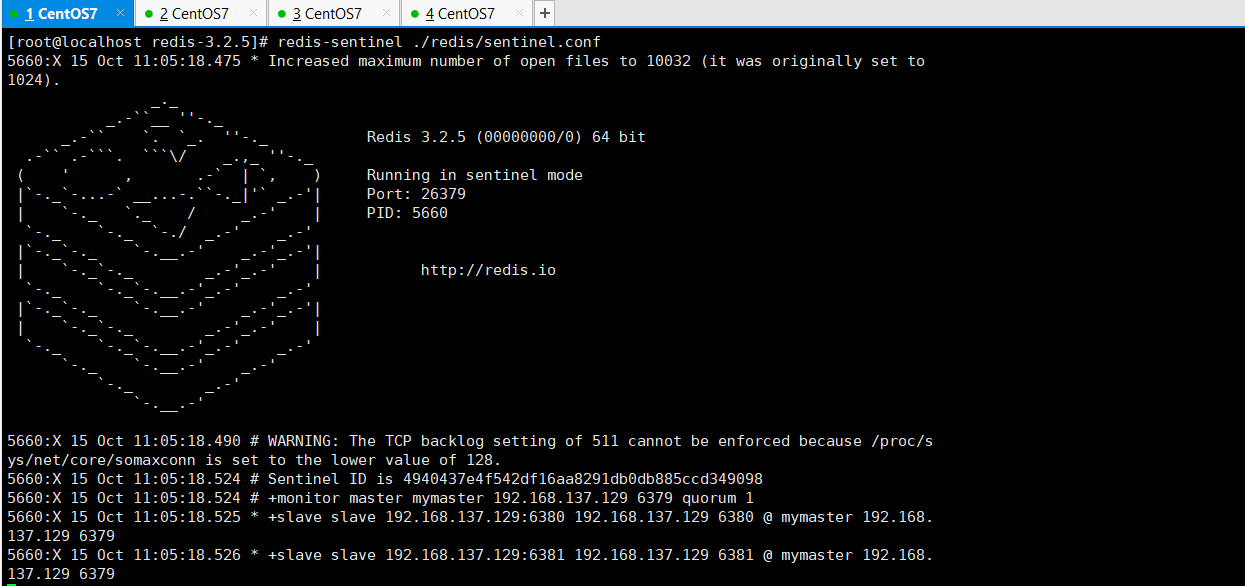 1 CentOS7 × 2 CentOS7 × 3 CentOS7 × 4 CentOS7 × +
[root@localhost redis-3.2.5]# redis-sentinel ./redis/sentinel.conf
5660:X 15 Oct 11:05:18.475 * Increased maximum number of open files to 10032 (it was originally set to
1024).
Redis 3.2.5 (00000000/0) 64 bit
Running in sentinel mode
Port: 26379
PID: 5660
http://redis.io
5660:X 15 Oct 11:05:18.490 # WARNING: The TCP backlog setting of 511 cannot be enforced because /proc/s
ys/net/core/somaxconn is set to the lower value of 128.
5660:X 15 Oct 11:05:18.524 # Sentinel ID is 4940437e4f542df16aa8291db0db885ccd349098
5660:X 15 Oct 11:05:18.524 # +monitor master mymaster 192.168.137.129 6379 quorum 1
5660:X 15 Oct 11:05:18.525 * +slave slave 192.168.137.129:6380 192.168.137.129 6380 @ mymaster 192.168.
137.129 6379
5660:X 15 Oct 11:05:18.526 * +slave slave 192.168.137.129:6381 192.168.137.129 6381 @ mymaster 192.168.
137.129 6379